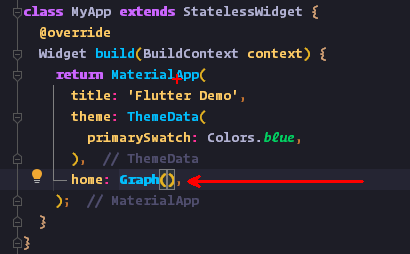 class MyApp extends StatelessWidget {
@override
Widget build(BuildContext context) {
return MaterialApp(
title: 'Flutter Demo',
theme: ThemeData(
primarySwatch: Colors.blue,
), // ThemeData
home: Graph(),
); // MaterialApp
}
}